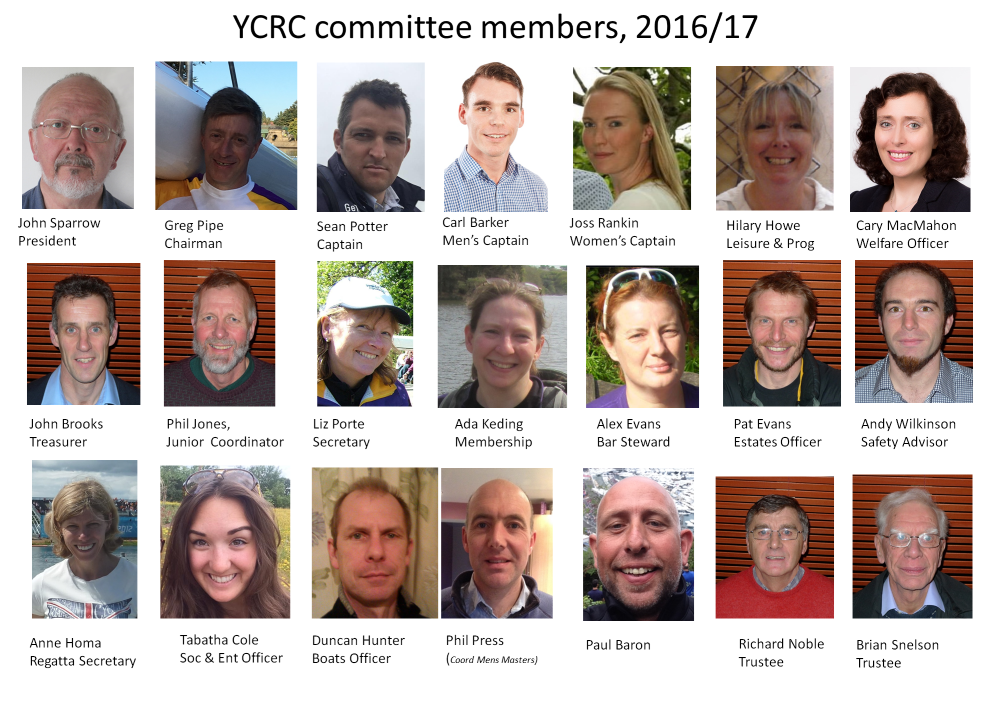 YCRC committee members, 2016/17
John Sparrow
President
Greg Pipe
Chairman
Sean Potter
Captain
Carl Barker
Men's Captain
Joss Rankin
Women's Captain
Hilary Howe
Leisure & Prog
Cary MacMahon
Welfare Officer
John Brooks
Treasurer
Phil Jones,
Junior Coordinator
Liz Porte
Secretary
Ada Keding
Membership
Alex Evans
Bar Steward
Pat Evans
Estates Officer
Andy Wilkinson
Safety Advisor
Anne Homa
Regatta Secretary
Tabatha Cole
Soc & Ent Officer
Duncan Hunter
Boats Officer
Phil Press
(Coord Mens Masters)
Paul Baron
Richard Noble
Trustee
Brian Snelson
Trustee